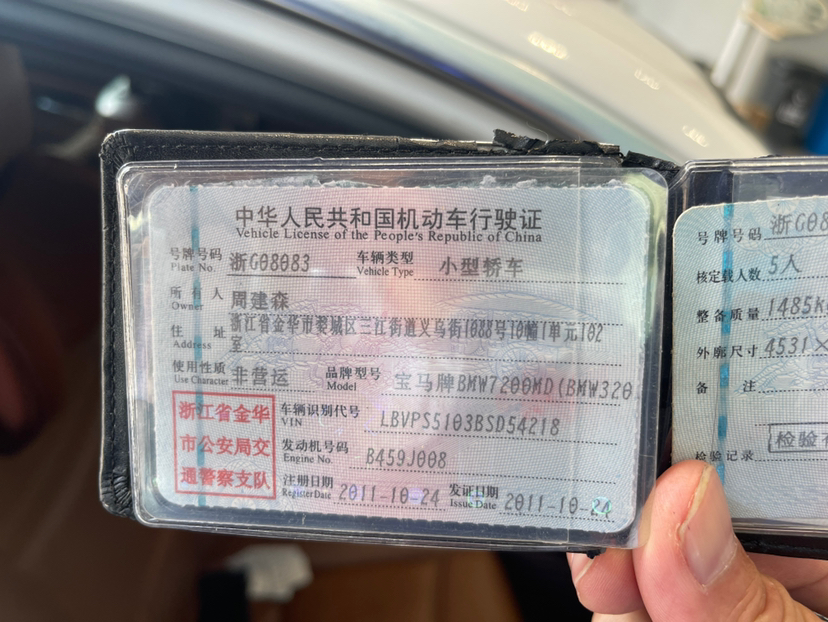 中华人民共和国机动车行驶证
Vehicle License of the People's Republic of China
号牌号码 浙G08083 车辆类型 小型轿车
Plate No. Vehicle Type
所有人 周建森
Owner
住址 浙江省金华市婺城区三江街道义乌街1088号10幢1单元102
Address 室
使用性质 非营运 品牌型号 宝马牌BMW7200MD(BMW320
Use Character Model
浙江省金华
市公安局交
通警察支队
车辆识别代号 LBVPS5103BSD54218
VIN
发动机号码 B459J008
Engine No.
注册日期 2011-10-24 发证日期 2011-10-24
Register Date Issue Date
号牌号码 浙G08
核定载人数 5人
整备质量 1485k
外廓尺寸 4531×
备注
检验记录 检验有